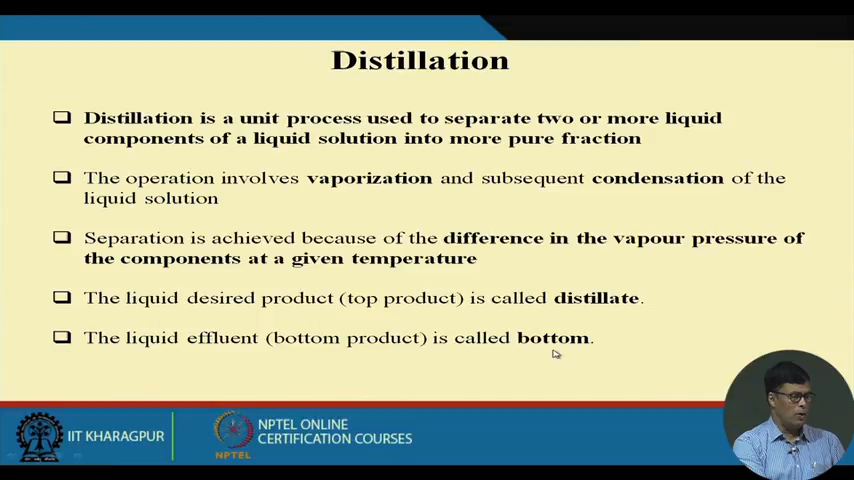 Distillation
Distillation is a unit process used to separate two or more liquid
components of a liquid solution into more pure fraction
The operation involves vaporization and subsequent condensation of the
liquid solution
Separation is achieved because of the difference in the vapour pressure of
the components at a given temperature
The liquid desired product (top product) is called distillate.
The liquid effluent (bottom product) is called bottom.
IIT KHARAGPUR
NPTEL
NPTEL ONLINE
CERTIFICATION COURSES